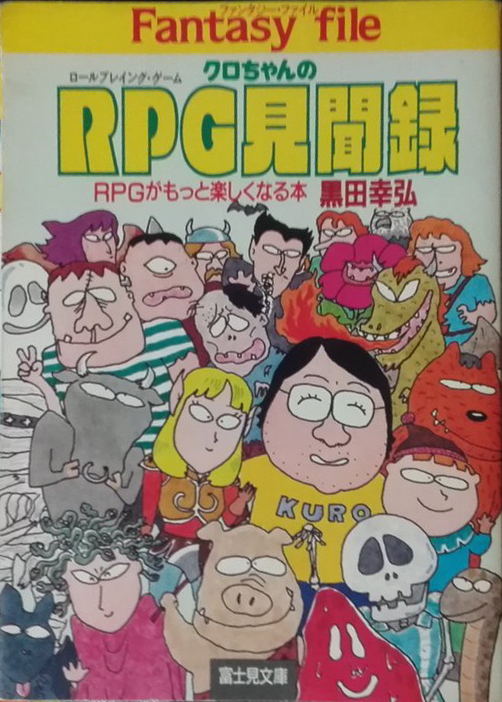 ファンタジー・ファイル
Fantasy file
ロールプレイング・ゲーム
クロちゃんの
RPG見聞録
RPGがもっと楽しくなる本 黒田幸弘
KURO
富士見文庫